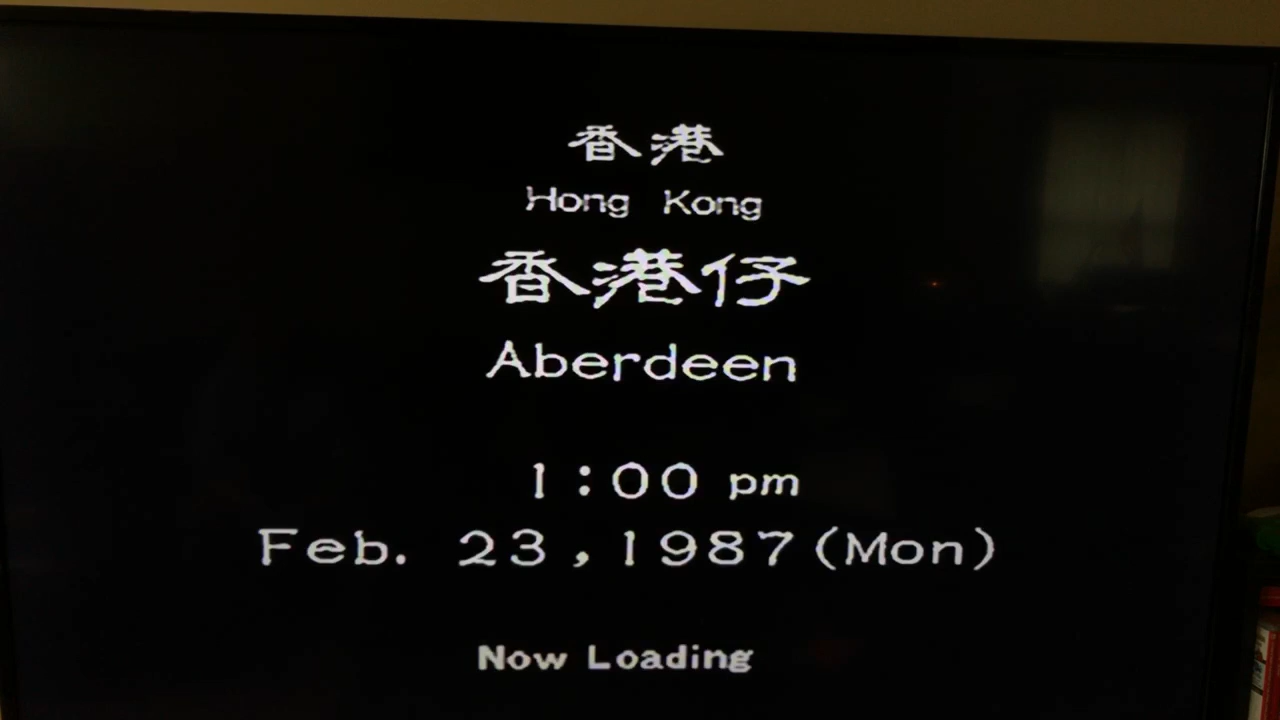 香港
Hong Kong
香港仔
Aberdeen
1:00 pm
Feb. 23,1987(Mon)
Now Loading